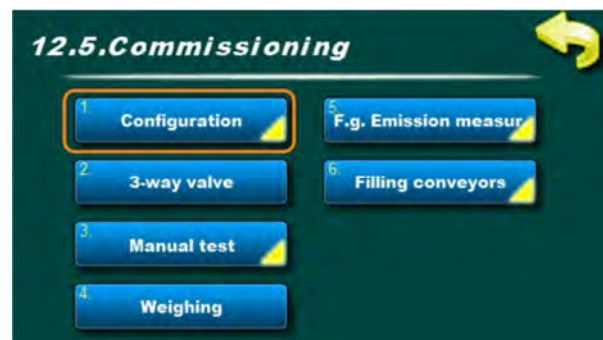 12.5.Commissioning
1. Configuration
2. 3-way valve
3. Manual test
4. Weighing
5. F.g. Emission measur
6. Filling conveyors